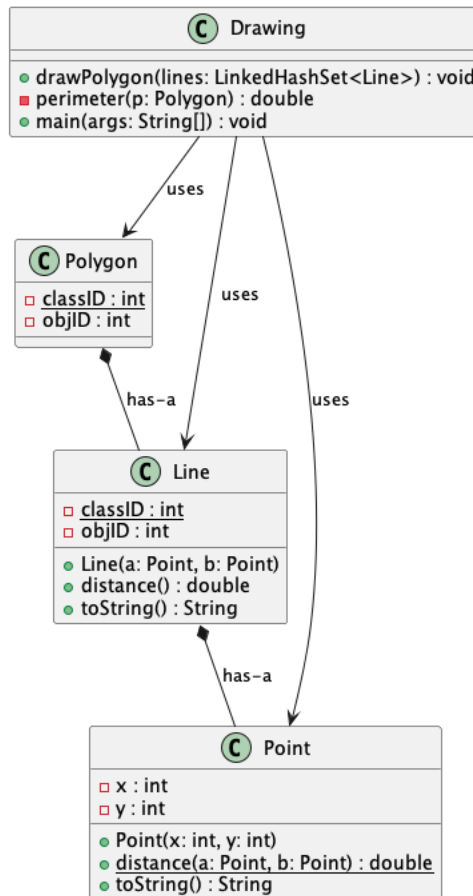 C Drawing
drawPolygon(lines: LinkedHashSet<Line>) : void
perimeter(p: Polygon) : double
main(args: String[]) : void
uses
C Polygon
classID : int
objID : int
uses
has-a
uses
C Line
classID : int
objID : int
Line(a: Point, b: Point)
distance() : double
toString() : String
has-a
C Point
x : int
y : int
Point(x: int, y: int)
distance(a: Point, b: Point) : double
toString() : String